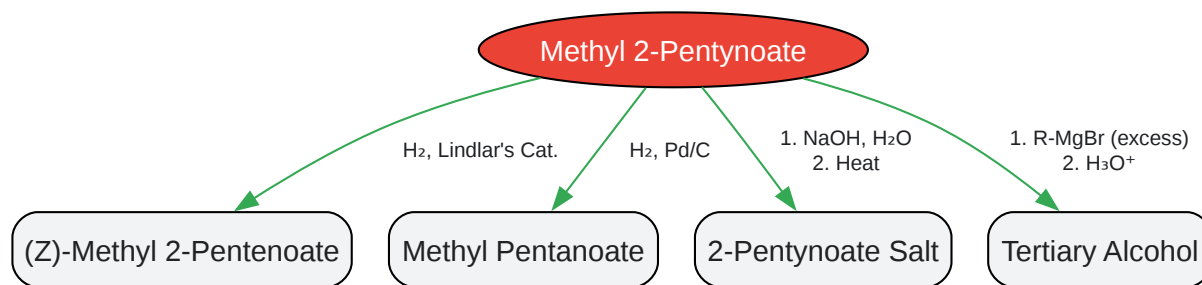 Methyl 2-Pentynoate
H₂, Lindlar's Cat.
H₂, Pd/C
1. NaOH, H₂O
2. Heat
1. R-MgBr (excess)
2. H₃O⁺
(Z)-Methyl 2-Pentenoate
Methyl Pentanoate
2-Pentynoate Salt
Tertiary Alcohol